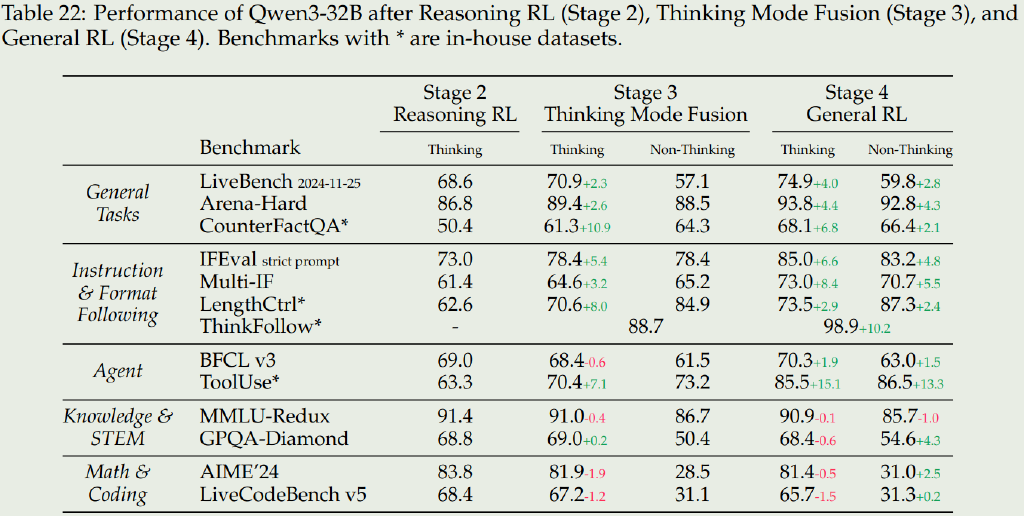 Table 22: Performance of Qwen3-32B after Reasoning RL (Stage 2), Thinking Mode Fusion (Stage 3), and
General RL (Stage 4). Benchmarks with * are in-house datasets.
Stage 2 Stage 3 Stage 4
Reasoning RL Thinking Mode Fusion General RL
Benchmark Thinking Thinking Non-Thinking Thinking Non-Thinking
General Tasks
LiveBench 2024-11-25 68.6 70.9+2.3 57.1 74.9+4.0 59.8+2.8
Arena-Hard 86.8 89.4+2.6 88.5 93.8+4.4 92.8+4.3
CounterFactQA* 50.4 61.3+10.9 64.3 68.1+6.8 66.4+2.1
Instruction & Format Following
IFEval strict prompt 73.0 78.4+5.4 78.4 85.0+6.6 83.2+4.8
Multi-IF 61.4 64.6+3.2 65.2 73.0+8.4 70.7+5.5
LengthCtrl* 62.6 70.6+8.0 84.9 73.5+2.9 87.3+2.4
ThinkFollow* - 88.7 98.9+10.2
Agent
BFCL v3 69.0 68.4-0.6 61.5 70.3+1.9 63.0+1.5
ToolUse* 63.3 70.4+7.1 73.2 85.5+15.1 86.5+13.3
Knowledge & STEM
MMLU-Redux 91.4 91.0-0.4 86.7 90.9-0.1 85.7-1.0
GPQA-Diamond 68.8 69.0+0.2 50.4 68.4-0.6 54.6+4.3
Math & Coding
AIME'24 83.8 81.9-1.9 28.5 81.4-0.5 31.0+2.5
LiveCodeBench v5 68.4 67.2-1.2 31.1 65.7-1.5 31.3+0.2